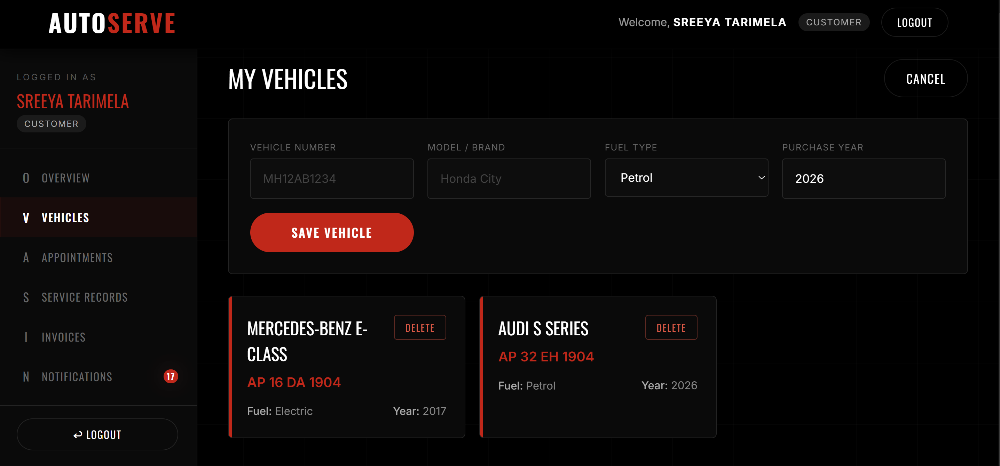 AUTOSERVE
Welcome, SREEYA TARIMELA CUSTOMER LOGOUT
LOGGED IN AS
SREEYA TARIMELA
CUSTOMER
O OVERVIEW
V VEHICLES
A APPOINTMENTS
S SERVICE RECORDS
I INVOICES
N NOTIFICATIONS 17
↩ LOGOUT
MY VEHICLES CANCEL
VEHICLE NUMBER MODEL / BRAND FUEL TYPE PURCHASE YEAR
MH12AB1234 Honda City Petrol 2026
SAVE VEHICLE
MERCEDES-BENZ E-
CLASS
DELETE
AP 16 DA 1904
Fuel: Electric Year: 2017
AUDI S SERIES DELETE
AP 32 EH 1904
Fuel: Petrol Year: 2026